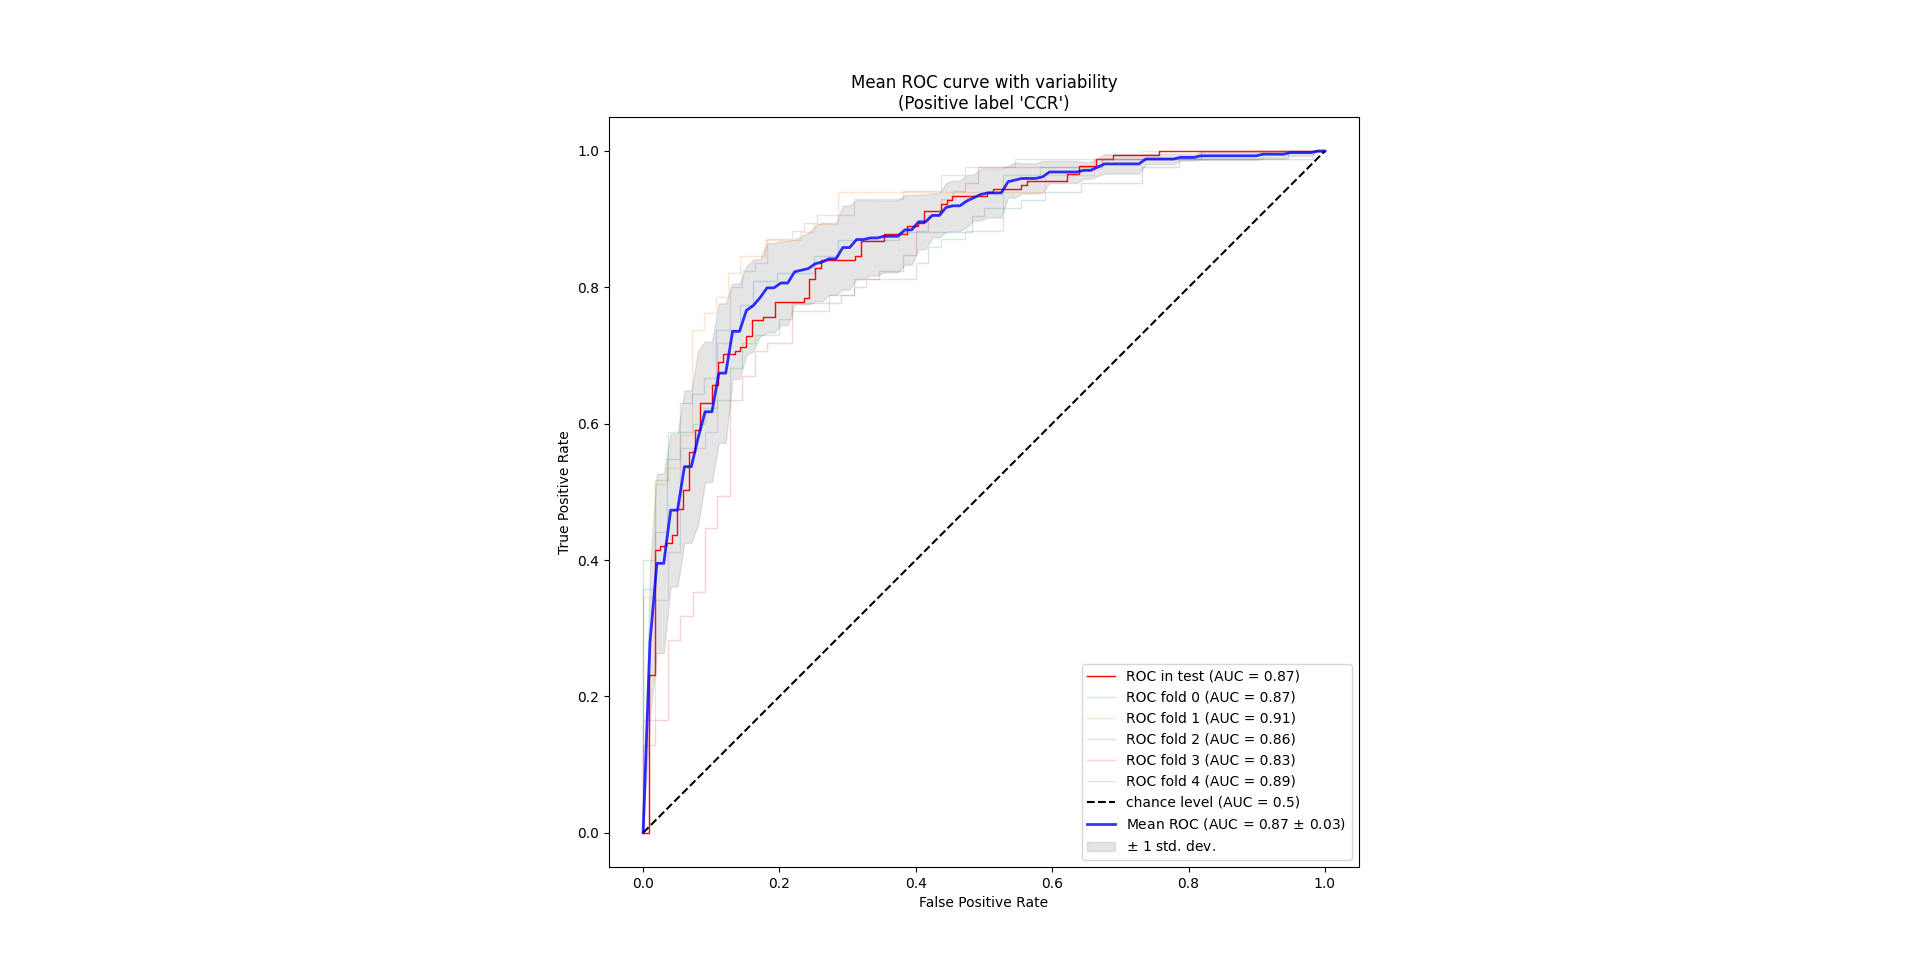 Mean ROC curve with variability
(Positive label 'CCR')
True Positive Rate
1.0
0.8
0.6
0.4
0.2
0.0
ROC in test (AUC = 0.87)
ROC fold 0 (AUC = 0.87)
ROC fold 1 (AUC = 0.91)
ROC fold 2 (AUC = 0.86)
ROC fold 3 (AUC = 0.83)
ROC fold 4 (AUC = 0.89)
chance level (AUC = 0.5)
Mean ROC (AUC = 0.87 ± 0.03)
± 1 std. dev.
0.0 0.2 0.4 0.6 0.8 1.0
False Positive Rate